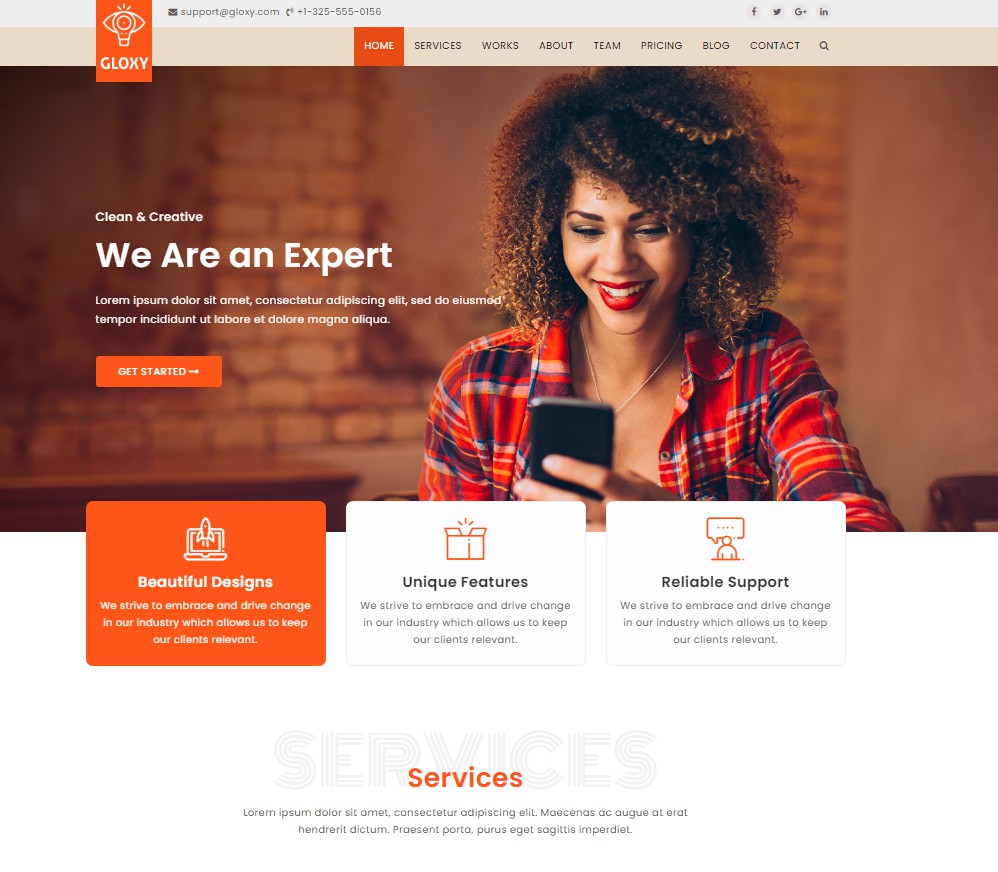 support@gloxy.com +1-325-555-0156
GLOXY
HOME SERVICES WORKS ABOUT TEAM PRICING BLOG CONTACT
Clean & Creative
We Are an Expert
Lorem ipsum dolor sit amet, consectetur adipiscing elit, sed do eiusmod
tempor incididunt ut labore et dolore magna aliqua.
GET STARTED
Beautiful Designs
We strive to embrace and drive change
in our industry which allows us to keep
our clients relevant.
Unique Features
We strive to embrace and drive change
in our industry which allows us to keep
our clients relevant.
Reliable Support
We strive to embrace and drive change
in our industry which allows us to keep
our clients relevant.
SERVICES
Services
Lorem ipsum dolor sit amet, consectetur adipiscing elit. Maecenas ac augue at erat
hendrerit dictum. Praesent porta, purus eget sagittis imperdiet.